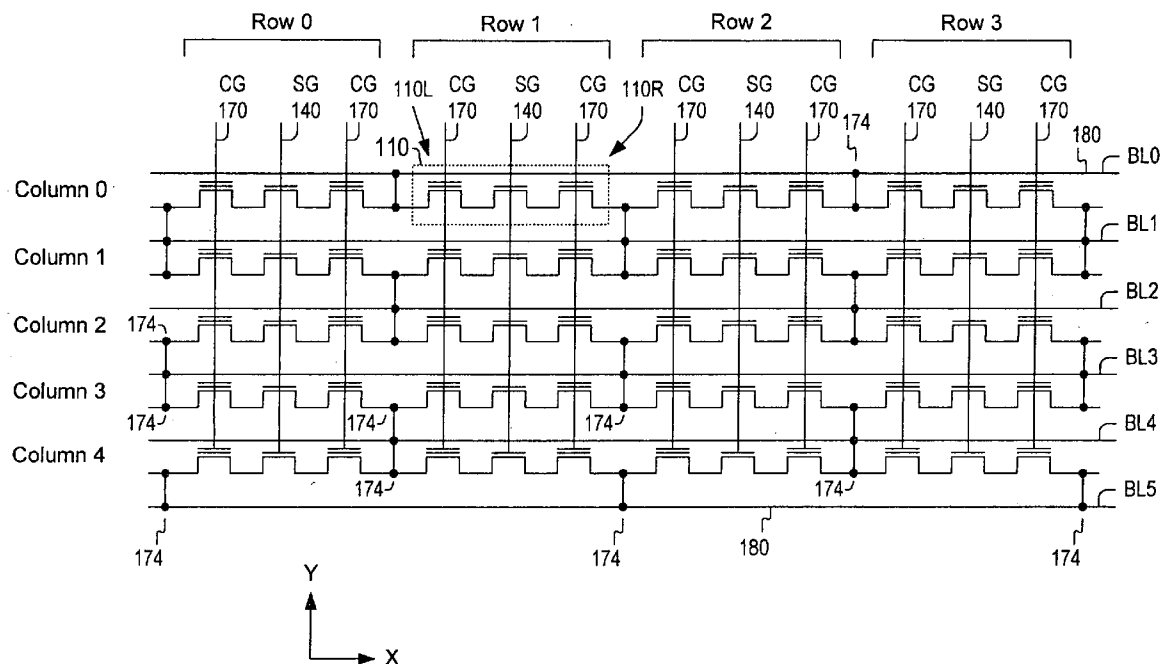 Row 0 Row 1 Row 2 Row 3
CG SG CG CG SG CG CG SG CG CG SG CG
170 140 170 110L 170 140 170 110R 170 140 170 174 170 140 170
110 180 BL0
Column 0
BL1
Column 1
BL2
Column 2 174
BL3
Column 3
174 174 174 BL4
Column 4
174 174 BL5
174 174 180 174
Y
X